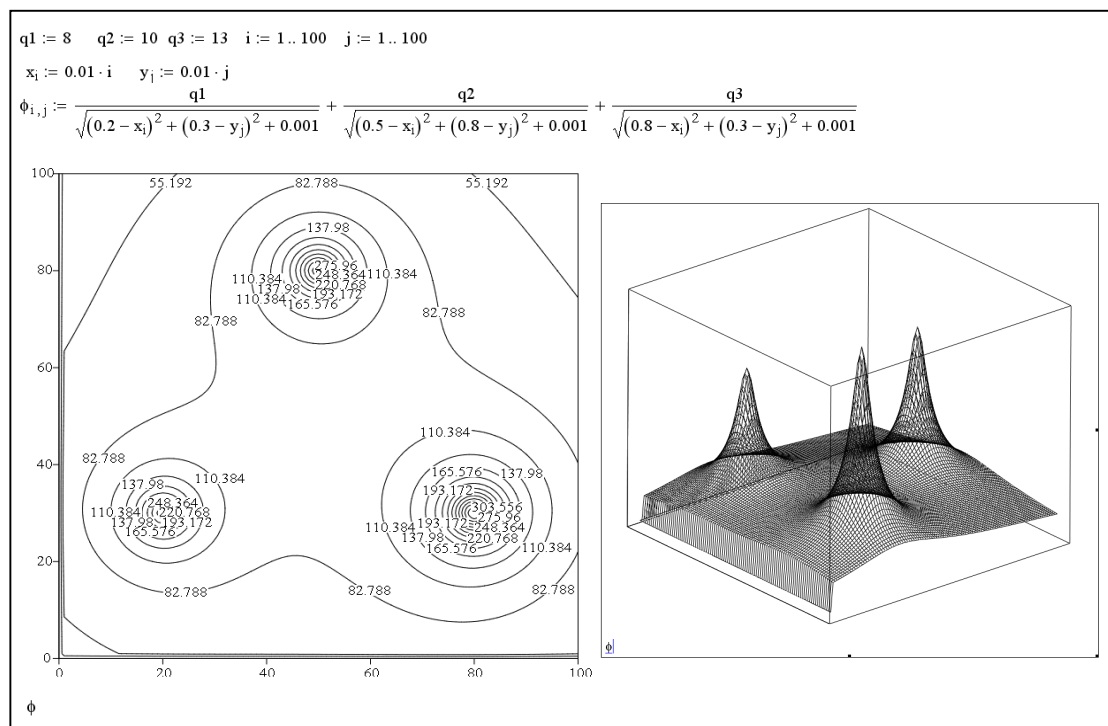 q1 := 8 q2 := 10 q3 := 13 i := 1 .. 100 j := 1 .. 100
x_i := 0.01 · i y_j := 0.01 · j
ϕ_i,j := q1/√((0.2 − x_i)^2 + (0.3 − y_j)^2 + 0.001) + q2/√((0.5 − x_i)^2 + (0.8 − y_j)^2 + 0.001) + q3/√((0.8 − x_i)^2 + (0.3 − y_j)^2 + 0.001)
100 55.192 82.788 55.192
137.98
80 275.96
110.384 248.364 110.384
137.98 220.768
110.384 193.172
165.576
82.788 82.788
60
110.384
40 82.788 137.98 110.384 165.576 137.98
193.172
248.364 303.556
110.384 220.768 275.96
137.98 193.172 110.384 193.172 248.364
165.576 137.98 220.768
165.576 110.384
20
82.788 82.788 82.788
0
0 20 40 60 80 100
ϕ
ϕ